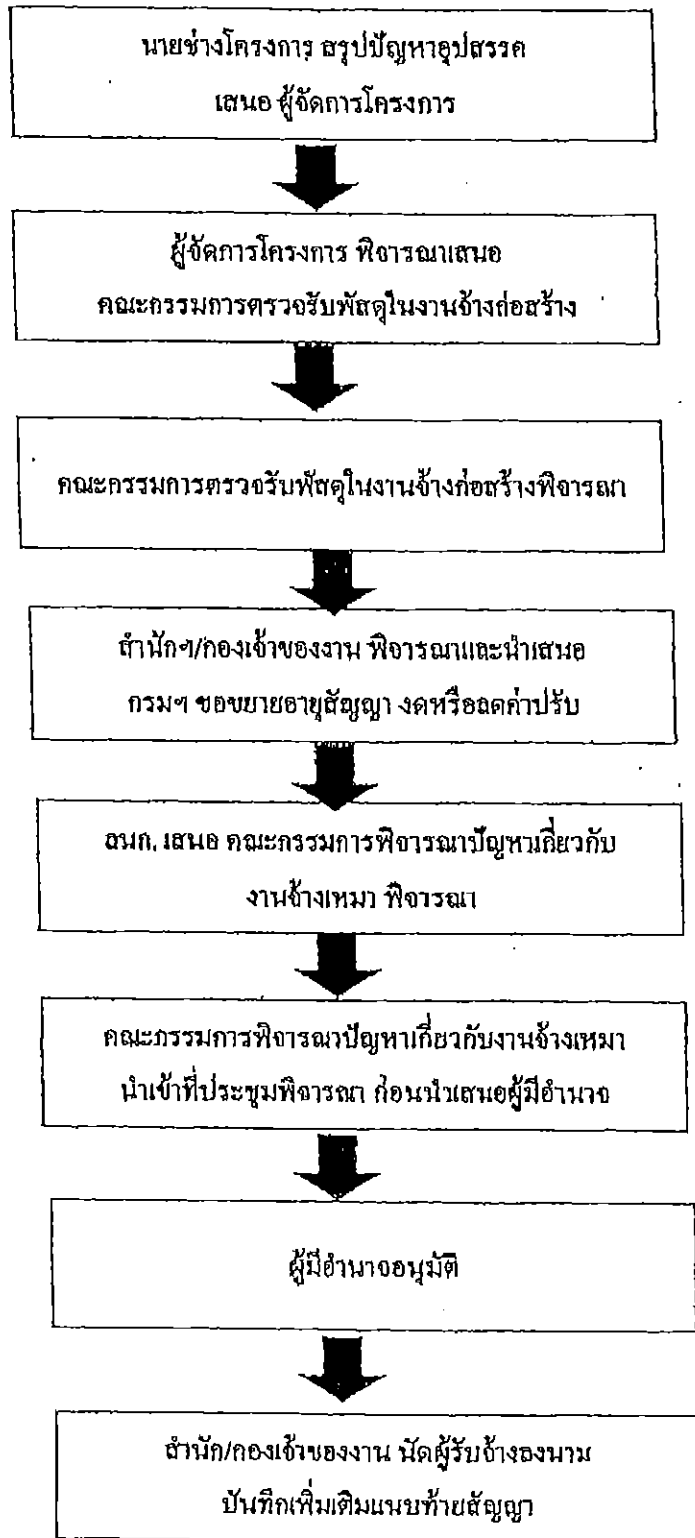 นายช่างโครงการ สรุปปัญหาอุปสรรค
เสนอ ผู้จัดการโครงการ
ผู้จัดการโครงการ พิจารณาเสนอ
คณะกรรมการตรวจรับพัสดุในงานจ้างก่อสร้าง
คณะกรรมการตรวจรับพัสดุในงานจ้างก่อสร้างพิจารณา
สำนักฯ/กองเจ้าของงาน พิจารณาและนำเสนอ
กรมฯ ขอขยายอายุสัญญา งดหรือลดค่าปรับ
ลนก. เสนอ คณะกรรมการพิจารณาปัญหาเกี่ยวกับ
งานจ้างเหมา พิจารณา
คณะกรรมการพิจารณาปัญหาเกี่ยวกับงานจ้างเหมา
นำเข้าที่ประชุมพิจารณา ก่อนนำเสนอผู้มีอำนาจ
ผู้มีอำนาจอนุมัติ
สำนัก/กองเจ้าของงาน นัดผู้รับจ้างลงนาม
บันทึกเพิ่มเติมแนบท้ายสัญญา